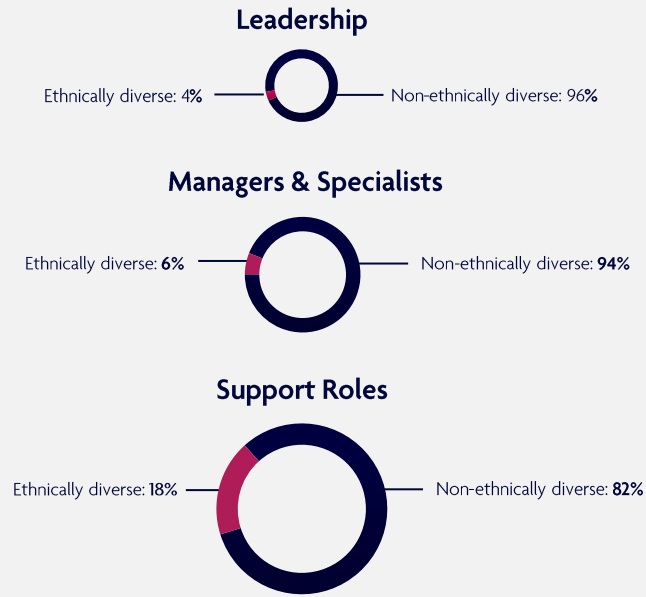 Leadership
Ethnically diverse: 4%
Non-ethnically diverse: 96%
Managers & Specialists
Ethnically diverse: 6%
Non-ethnically diverse: 94%
Support Roles
Ethnically diverse: 18%
Non-ethnically diverse: 82%